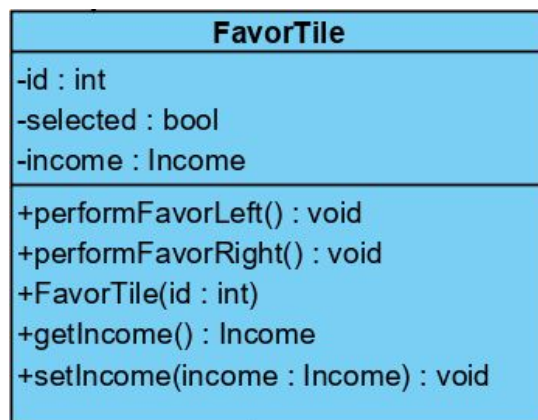 FavorTile
-id : int
-selected : bool
-income : Income
+performFavorLeft() : void
+performFavorRight() : void
+FavorTile(id : int)
+getIncome() : Income
+setIncome(income : Income) : void